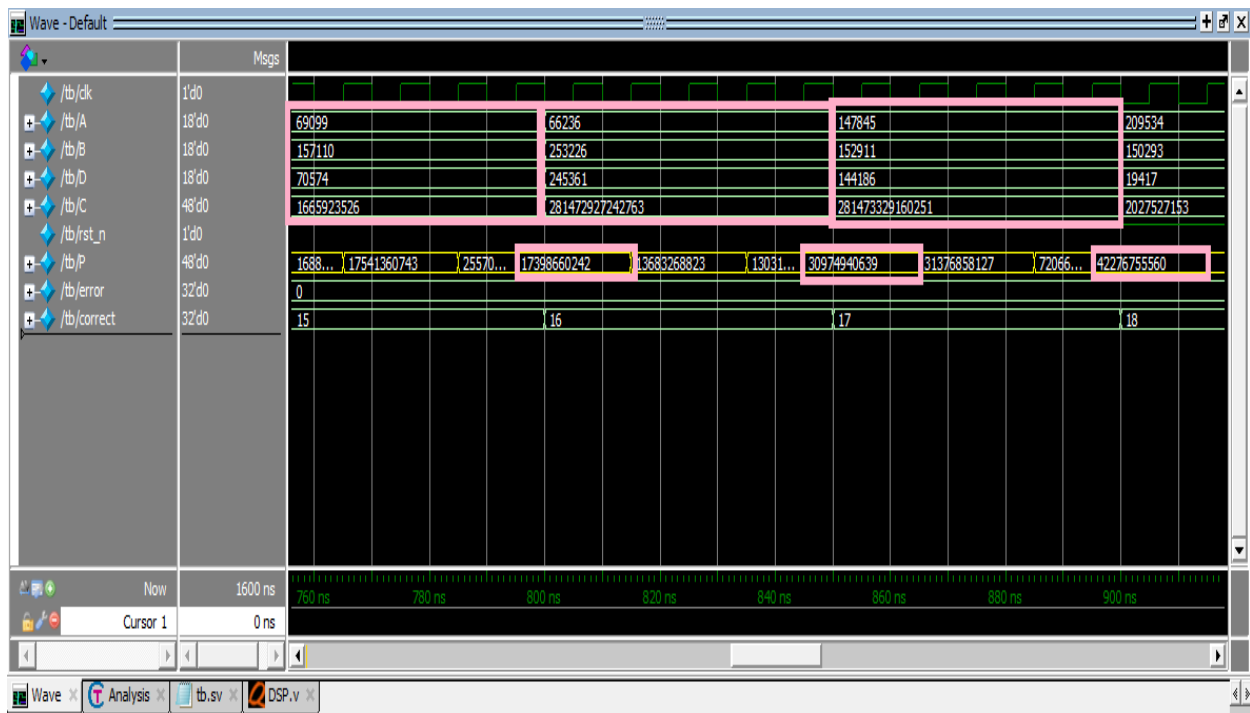 Wave - Default
Msgs
/tb/clk 1'd0
/tb/A 18'd0 69099 66236 147845 209534
/tb/B 18'd0 157110 253226 152911 150293
/tb/D 18'd0 70574 245361 144186 19417
/tb/C 48'd0 1665923526 281472927242763 281473329160251 2027527153
/tb/rst_n 1'd0
/tb/P 48'd0 1688... 17541360743 25570... 17398660242 13683268823 13031... 30974940639 31376858127 72066... 42276755560
/tb/error 32'd0 0
/tb/correct 32'd0 15 16 17 18
Now 1600 ns 760 ns 780 ns 800 ns 820 ns 840 ns 860 ns 880 ns 900 ns
Cursor 1 0 ns
Wave Analysis tb.sv DSP.v